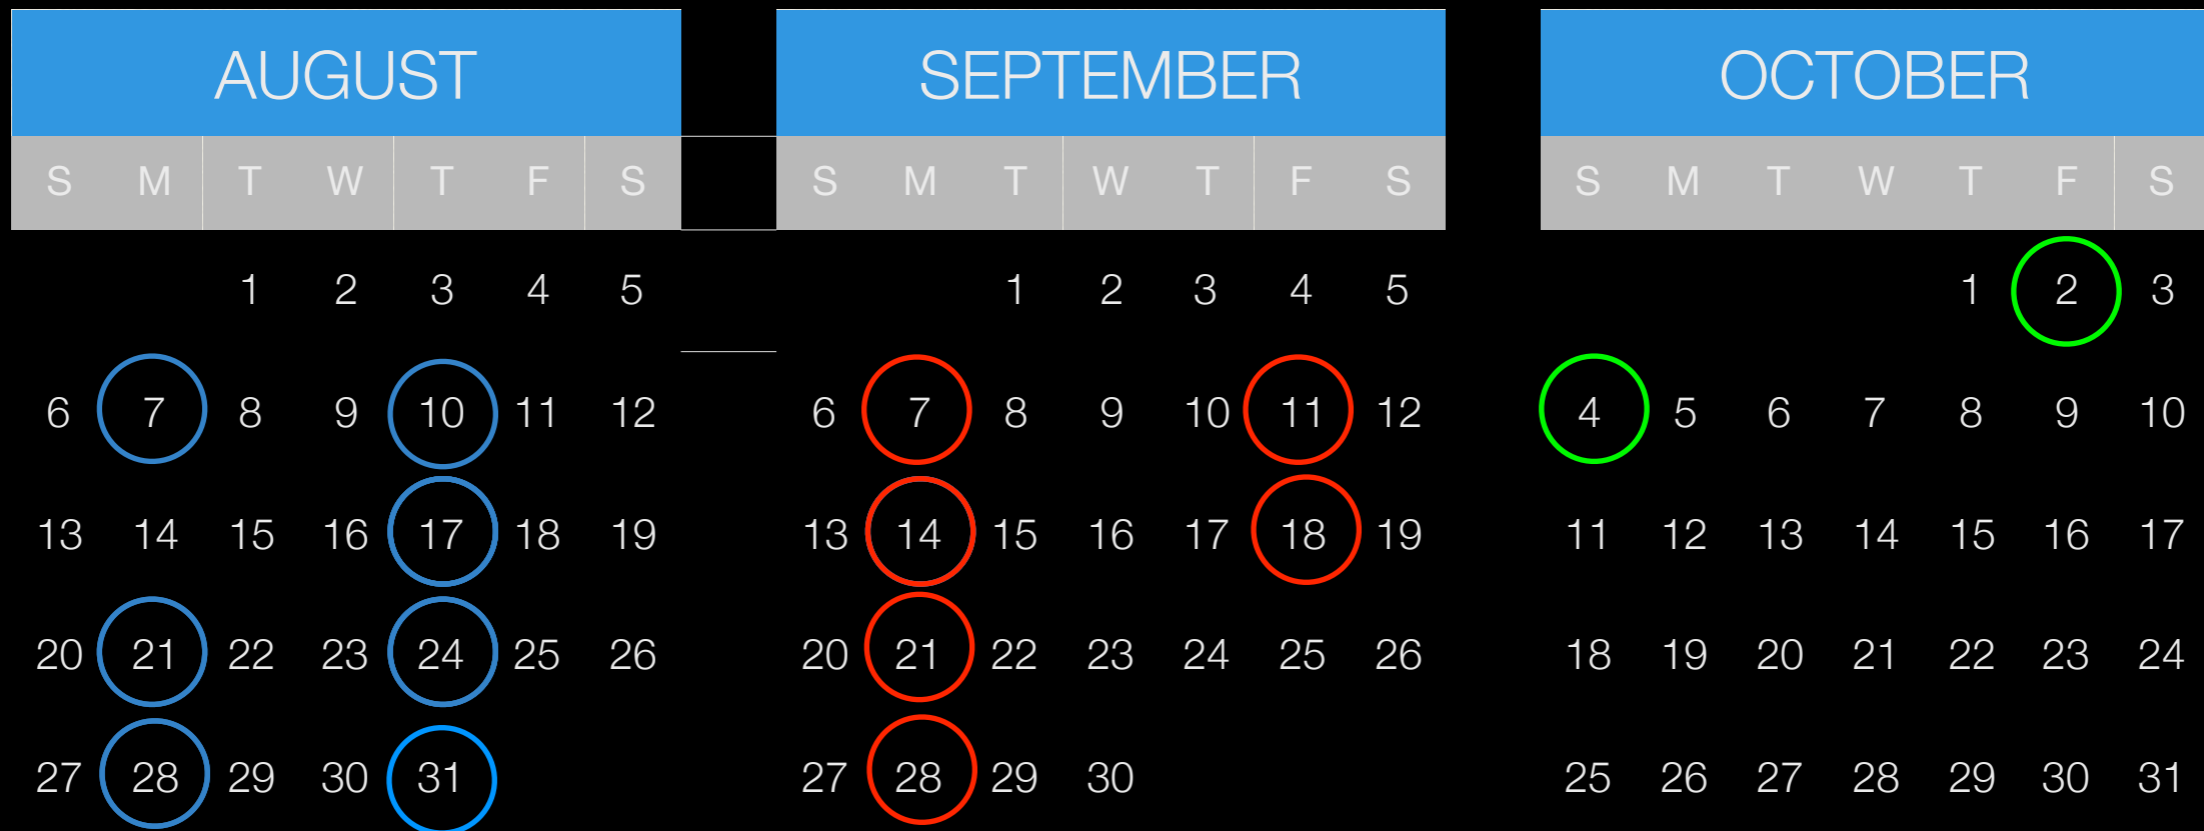 AUGUST
S M T W T F S
1 2 3 4 5
6 7 8 9 10 11 12
13 14 15 16 17 18 19
20 21 22 23 24 25 26
27 28 29 30 31
SEPTEMBER
S M T W T F S
1 2 3 4 5
6 7 8 9 10 11 12
13 14 15 16 17 18 19
20 21 22 23 24 25 26
27 28 29 30
OCTOBER
S M T W T F S
1 2 3
4 5 6 7 8 9 10
11 12 13 14 15 16 17
18 19 20 21 22 23 24
25 26 27 28 29 30 31